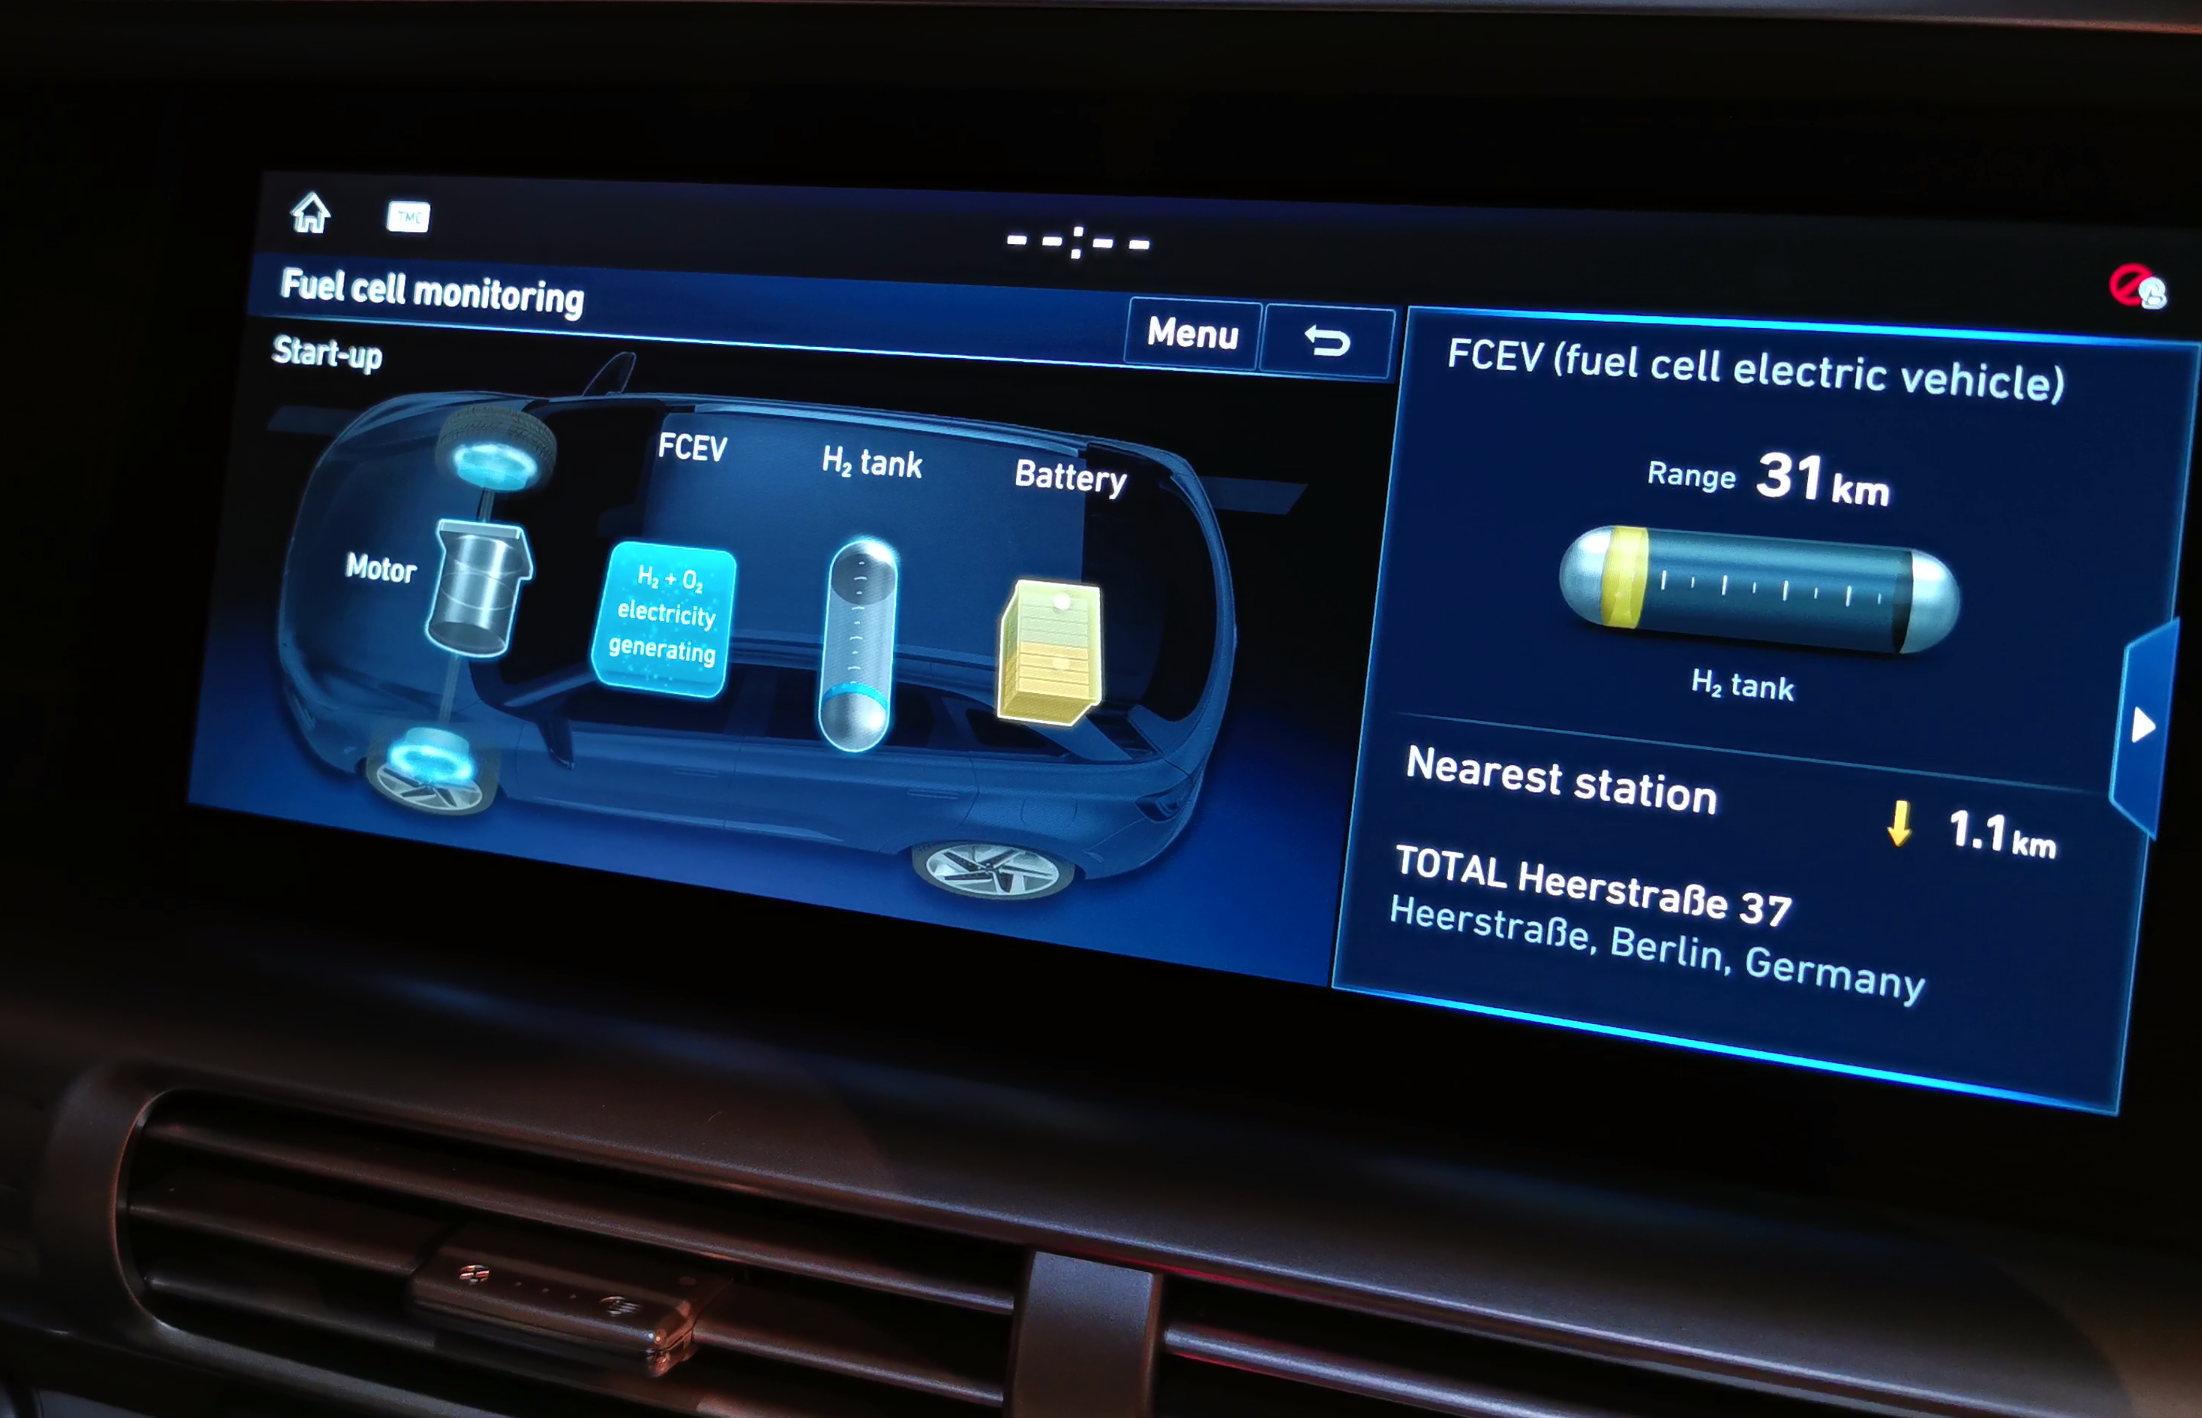 TMC
--:--
Fuel cell monitoring
Menu
Start-up
FCEV
H₂ tank
Battery
Motor
H₂ + O₂
electricity
generating
FCEV (fuel cell electric vehicle)
Range 31 km
H₂ tank
Nearest station
1.1 km
TOTAL Heerstraße 37
Heerstraße, Berlin, Germany